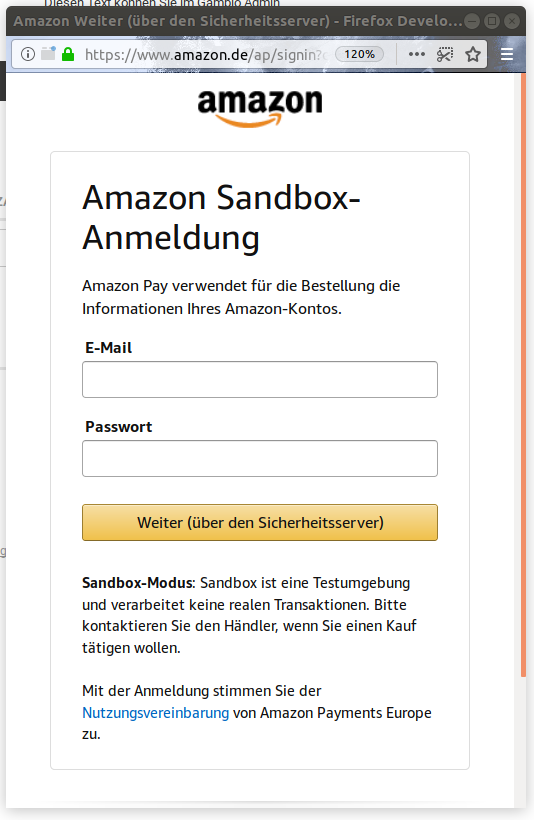 Diesen Text können Sie im Gambio Admin
Amazon Weiter (über den Sicherheitsserver) - Firefox Develo...
https://www.amazon.de/ap/signin?
120%
amazon
Amazon Sandbox-
Anmeldung
Amazon Pay verwendet für die Bestellung die
Informationen Ihres Amazon-Kontos.
E-Mail
Passwort
Weiter (über den Sicherheitsserver)
Sandbox-Modus: Sandbox ist eine Testumgebung
und verarbeitet keine realen Transaktionen. Bitte
kontaktieren Sie den Händler, wenn Sie einen Kauf
tätigen wollen.
Mit der Anmeldung stimmen Sie der
Nutzungsvereinbarung von Amazon Payments Europe
zu.